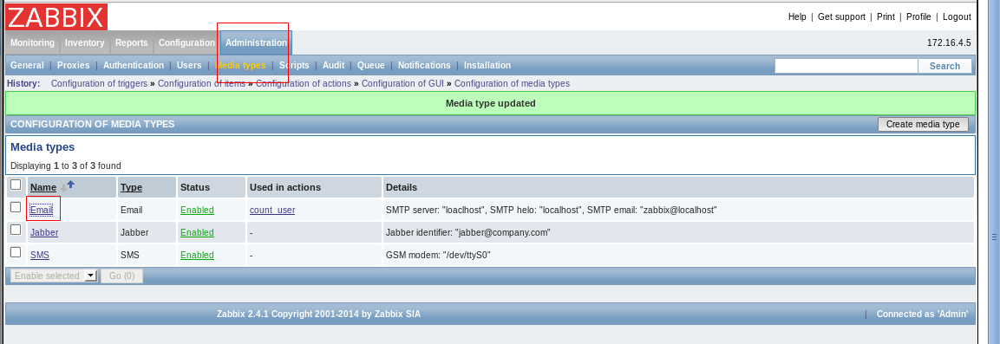 ZABBIX
Help | Get support | Print | Profile | Logout
Monitoring Inventory Reports Configuration Administration 172.16.4.5
General | Proxies | Authentication | Users | Media types | Scripts | Audit | Queue | Notifications | Installation Search
History: Configuration of triggers » Configuration of items » Configuration of actions » Configuration of GUI » Configuration of media types
Media type updated
CONFIGURATION OF MEDIA TYPES Create media type
Media types
Displaying 1 to 3 of 3 found
Name Type Status Used in actions Details
Email Email Enabled count_user SMTP server: "loaclhost", SMTP helo: "localhost", SMTP email: "zabbix@localhost"
Jabber Jabber Enabled - Jabber identifier: "jabber@company.com"
SMS SMS Enabled - GSM modem: "/dev/ttyS0"
Enable selected Go (0)
Zabbix 2.4.1 Copyright 2001-2014 by Zabbix SIA | Connected as 'Admin'